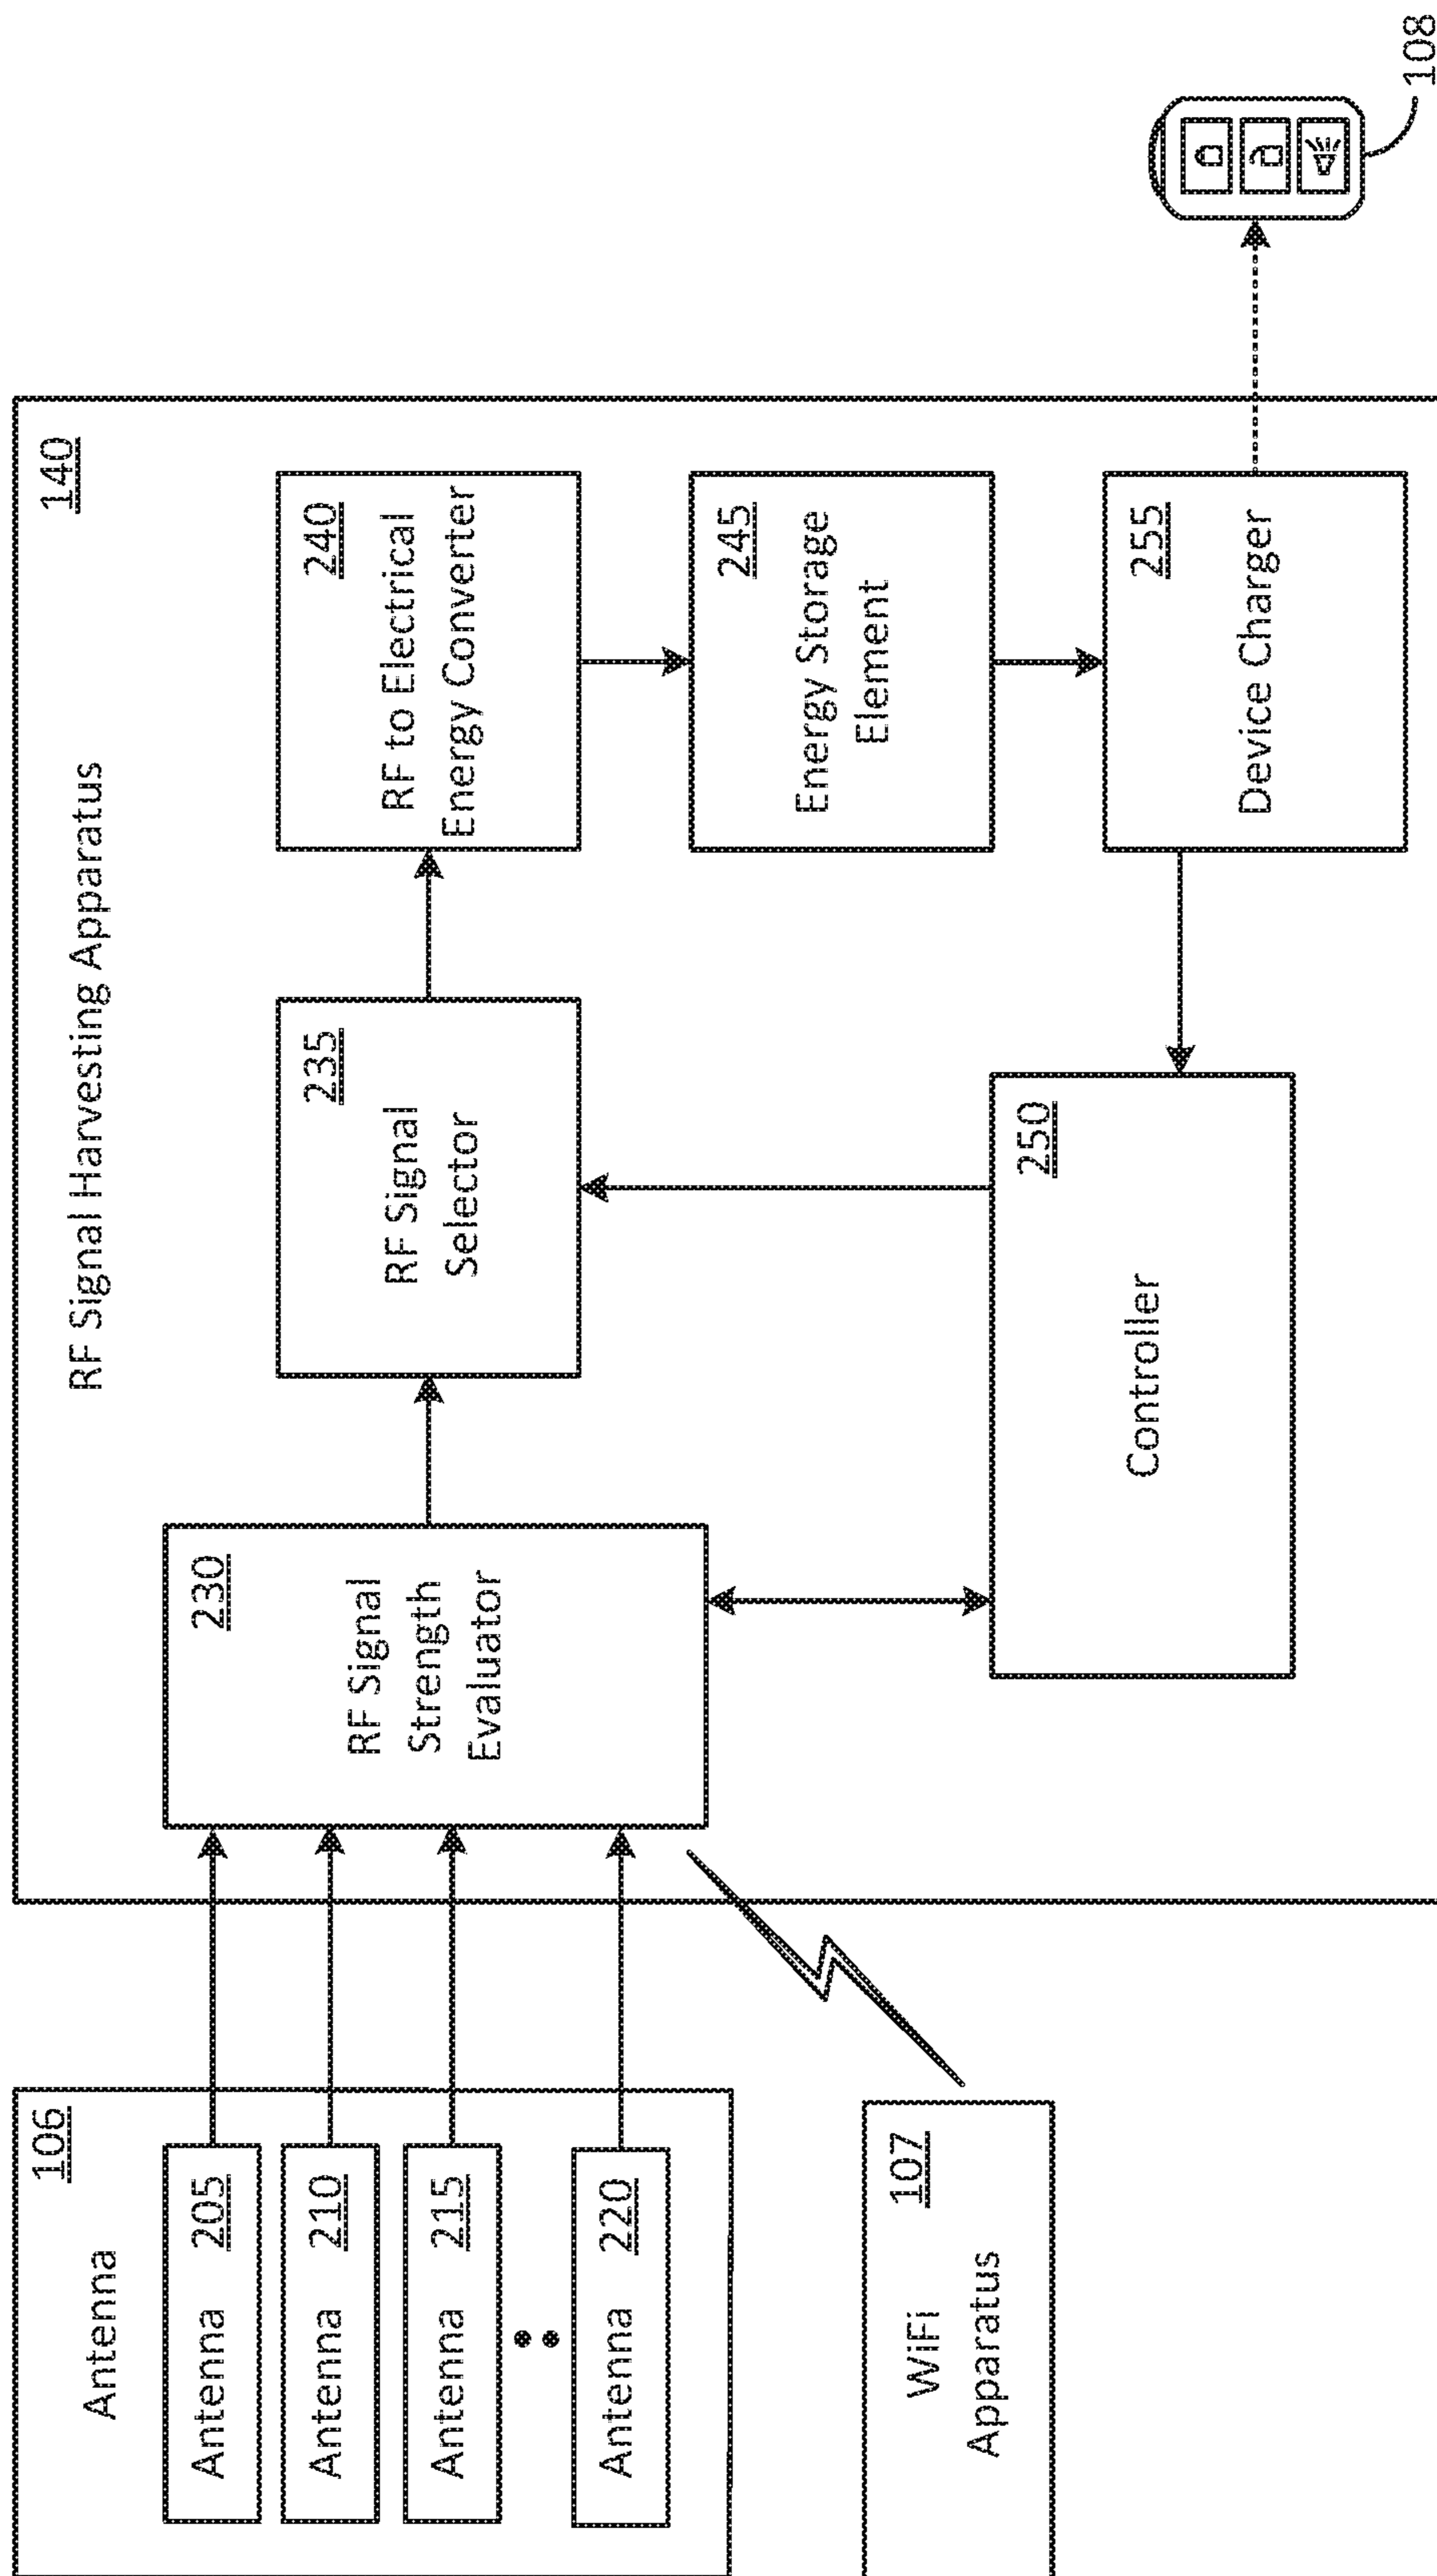 106
Antenna
Antenna 205
Antenna 210
Antenna 215
Antenna 220
107
WiFi
Apparatus
140
RF Signal Harvesting Apparatus
230
RF Signal
Strength
Evaluator
235
RF Signal
Selector
240
RF to Electrical
Energy Converter
245
Energy Storage
Element
250
Controller
255
Device Charger
108